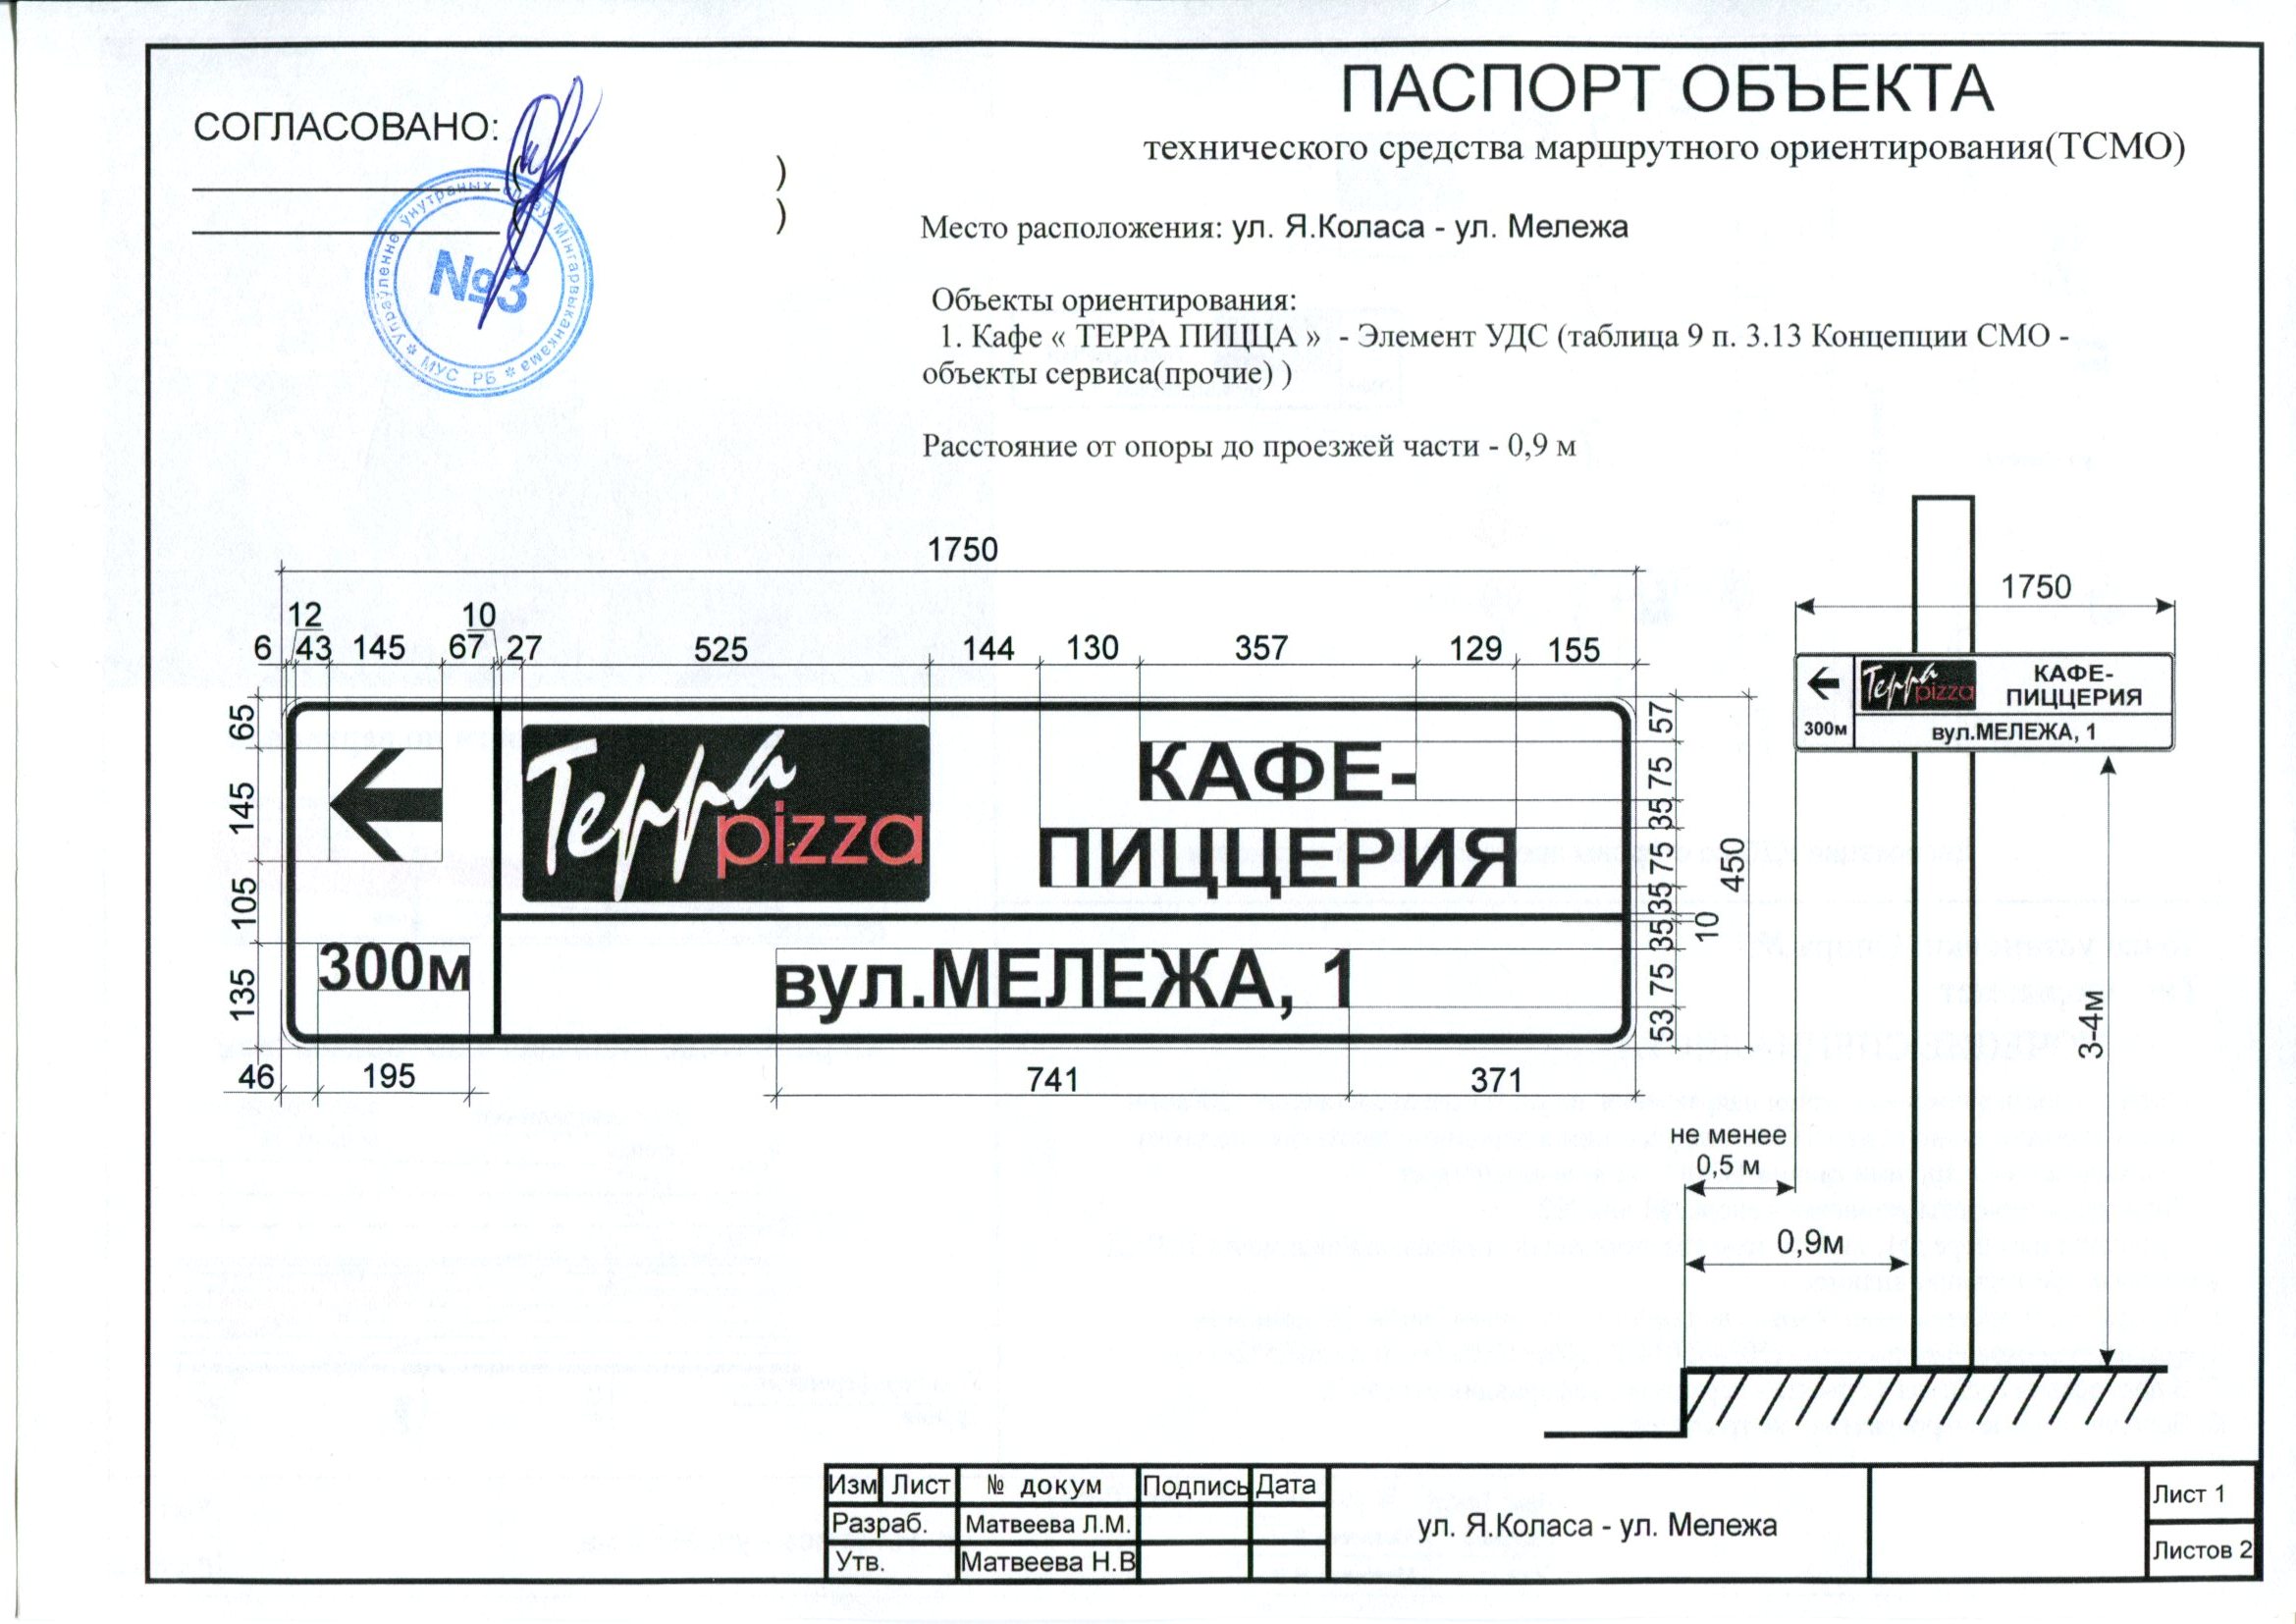 ПАСПОРТ ОБЪЕКТА
технического средства маршрутного ориентирования(ТСМО)
СОГЛАСОВАНО:
( )
( )
Упраўленне ўнутраных спраў Мінгарвыканкама
МУС РБ
№3
Место расположения: ул. Я.Коласа - ул. Мележа
Объекты ориентирования:
1. Кафе « ТЕРРА ПИЦЦА » - Элемент УДС (таблица 9 п. 3.13 Концепции СМО -
объекты сервиса(прочие) )
Расстояние от опоры до проезжей части - 0,9 м
1750
12 10
6 43 145 67 27 525 144 130 357 129 155
65 145 105 135
Терра
pizza
КАФЕ-
ПИЦЦЕРИЯ
300м
вул.МЕЛЕЖА, 1
57 75 35 75 35 35 75 53
10
450
46 195 741 371
1750
Терра
pizza
КАФЕ-
ПИЦЦЕРИЯ
300м
вул.МЕЛЕЖА, 1
3-4м
не менее
0,5 м
0,9м
Изм Лист № докум Подпись Дата
Разраб. Матвеева Л.М.
Утв. Матвеева Н.В
ул. Я.Коласа - ул. Мележа
Лист 1
Листов 2